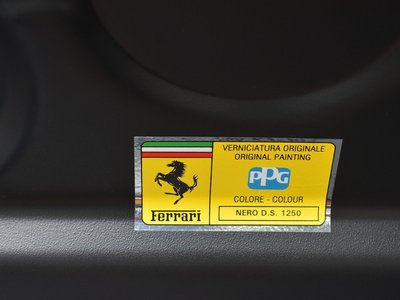 Ferrari
VERNICIATURA ORIGINALE
ORIGINAL PAINTING
PPG
COLORE - COLOUR
NERO D.S. 1250